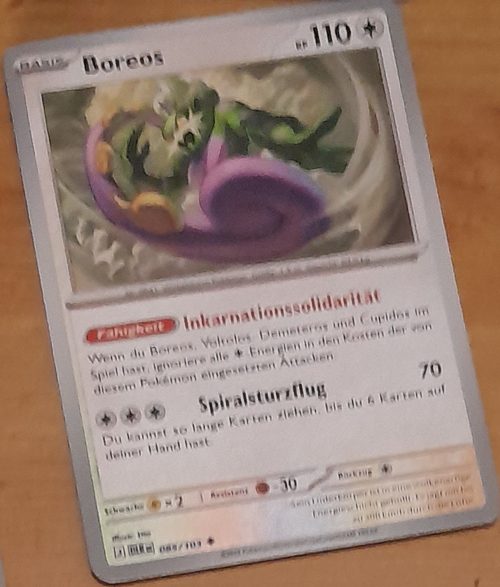 BASIS Boreos KP 110
Fähigkeit Inkarnationssolidarität
Wenn du Boreos, Voltolos, Demeteros und Cupidos im
Spiel hast, ignoriere alle Energien in den Kosten der von
diesem Pokémon eingesetzten Attacken.
Spiralsturzflug 70
Du kannst so lange Karten ziehen, bis du 6 Karten auf
deiner Hand hast.
Schwäche ×2 Resistenz -30 Rückzug